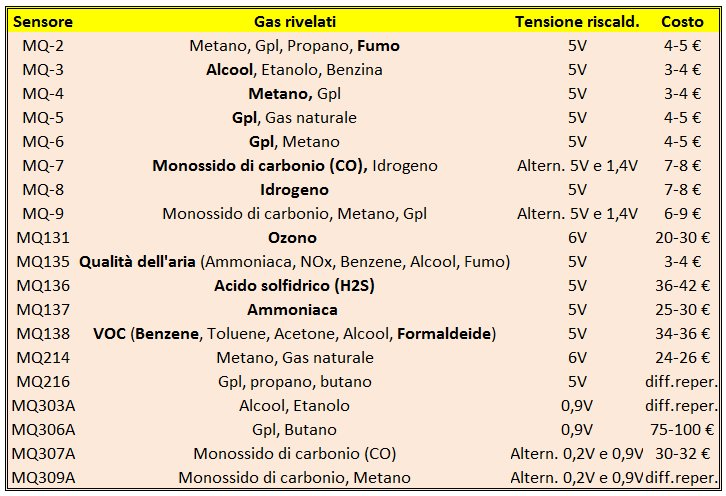 Sensore Gas rivelati Tensione riscald. Costo
MQ-2 Metano, Gpl, Propano, Fumo 5V 4-5 €
MQ-3 Alcool, Etanolo, Benzina 5V 3-4 €
MQ-4 Metano, Gpl 5V 3-4 €
MQ-5 Gpl, Gas naturale 5V 4-5 €
MQ-6 Gpl, Metano 5V 4-5 €
MQ-7 Monossido di carbonio (CO), Idrogeno Altern. 5V e 1,4V 7-8 €
MQ-8 Idrogeno 5V 7-8 €
MQ-9 Monossido di carbonio, Metano, Gpl Altern. 5V e 1,4V 6-9 €
MQ131 Ozono 6V 20-30 €
MQ135 Qualità dell'aria (Ammoniaca, NOx, Benzene, Alcool, Fumo) 5V 3-4 €
MQ136 Acido solfidrico (H2S) 5V 36-42 €
MQ137 Ammoniaca 5V 25-30 €
MQ138 VOC (Benzene, Toluene, Acetone, Alcool, Formaldeide) 5V 34-36 €
MQ214 Metano, Gas naturale 6V 24-26 €
MQ216 Gpl, propano, butano 5V diff.reper.
MQ303A Alcool, Etanolo 0,9V diff.reper.
MQ306A Gpl, Butano 0,9V 75-100 €
MQ307A Monossido di carbonio (CO) Altern. 0,2V e 0,9V 30-32 €
MQ309A Monossido di carbonio, Metano Altern. 0,2V e 0,9V diff.reper.